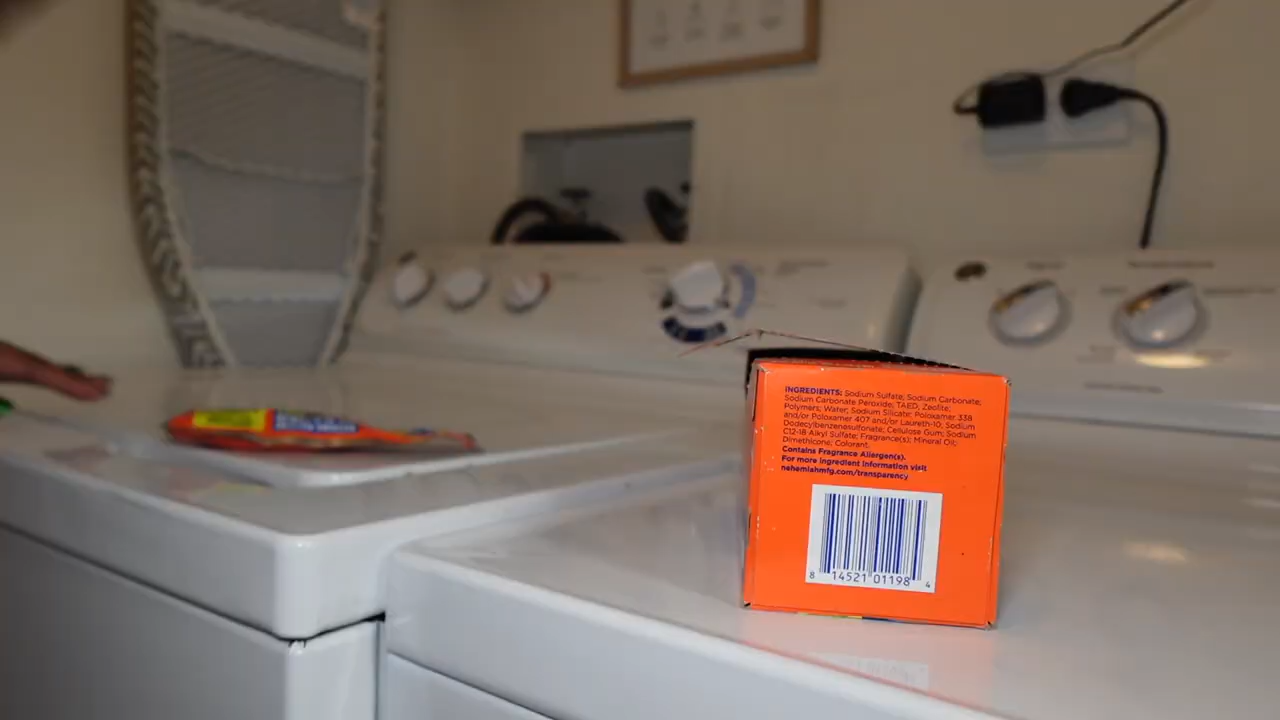 INGREDIENTS: Sodium Sulfate; Sodium Carbonate;
Sodium Carbonate Peroxide; TAED, Zeolite;
Polymers; Water; Sodium Silicate; Poloxamer 338
and/or Poloxamer 407 and/or Laureth-10; Sodium
Dodecylbenzenesulfonate; Cellulose Gum; Sodium
C12-18 Alkyl Sulfate; Fragrance(s); Mineral Oil;
Dimethicone; Colorant.
Contains Fragrance Allergen(s).
For more ingredient information visit
nehemiahmfg.com/transparency
8 14521 01198 4